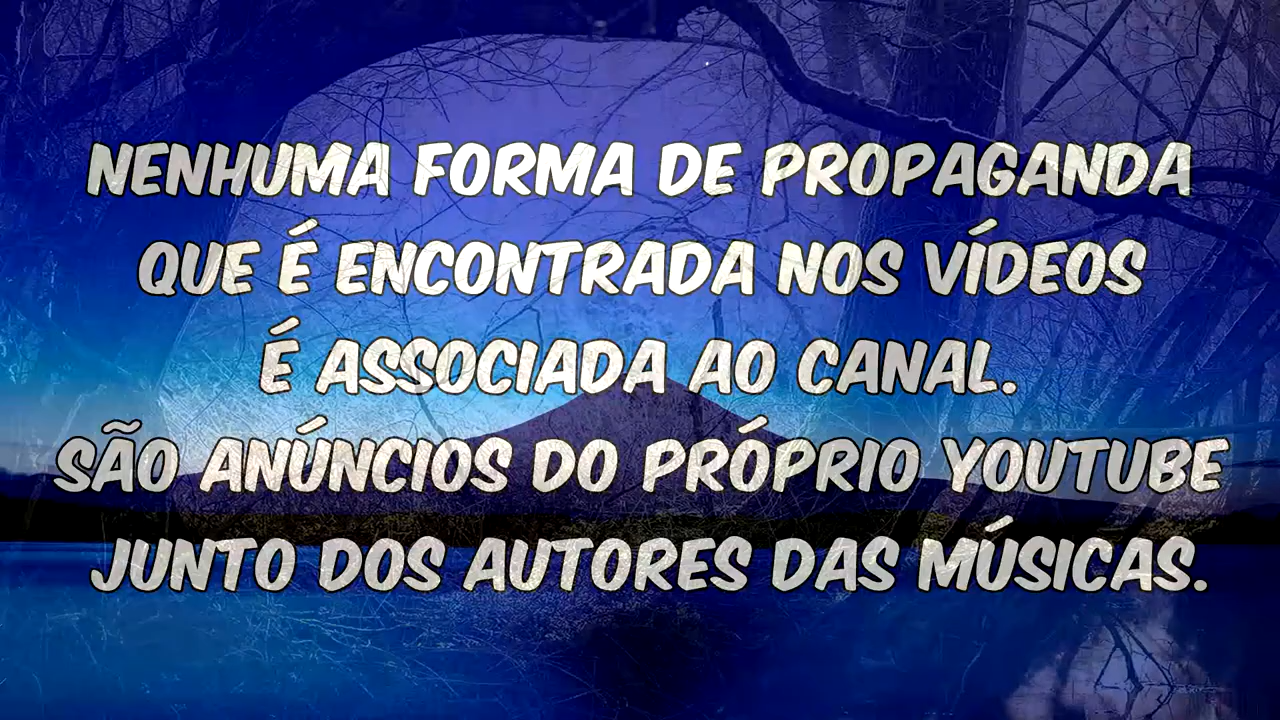 NENHUMA FORMA DE PROPAGANDA
QUE É ENCONTRADA NOS VÍDEOS
É ASSOCIADA AO CANAL.
SÃO ANÚNCIOS DO PRÓPRIO YOUTUBE
JUNTO DOS AUTORES DAS MÚSICAS.